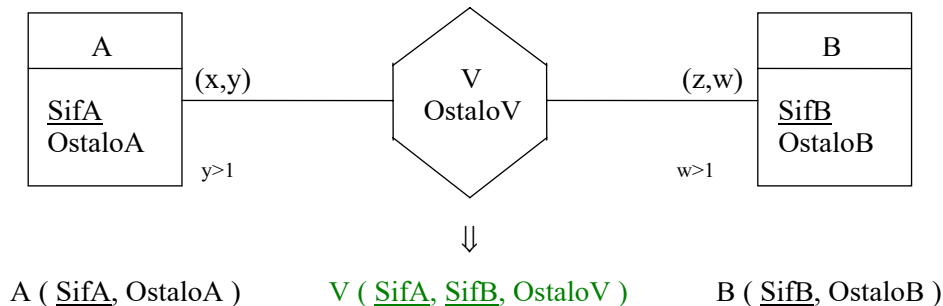 A
V
B
(x,y)
(z,w)
SifA
OstaloV
SifB
OstaloA
OstaloB
y>1
w>1
⇓
A ( SifA, OstaloA )
V ( SifA, SifB, OstaloV )
B ( SifB, OstaloB )